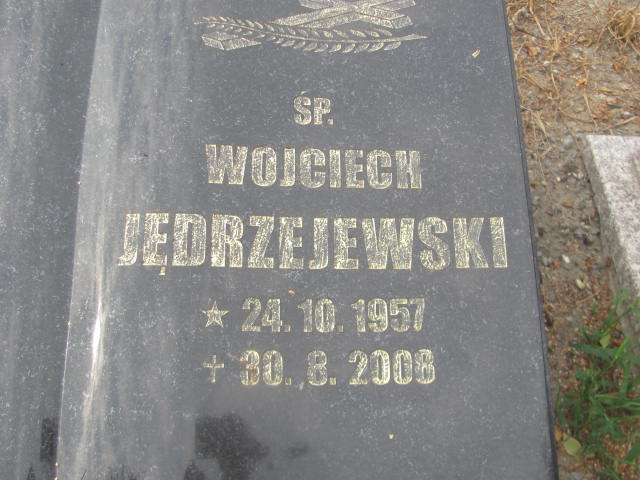 ŚP.
WOJCIECH
JĘDRZEJEWSKI
★ 24. 10. 1957
✝ 30. 8. 2008